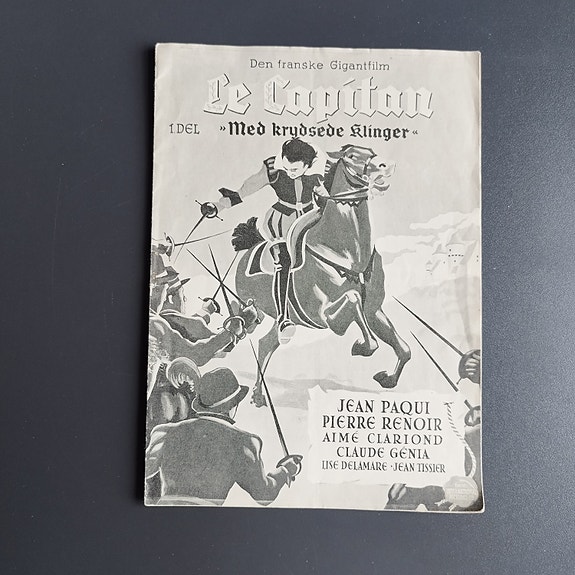 Den franske Gigantfilm
Le Capitan
1. DEL
»Med krydsede Klinger«
JEAN PAQUI
PIERRE RENOIR
AIMÉ CLARIOND
CLAUDE GÉNIA
LISE DELAMARE · JEAN TISSIER